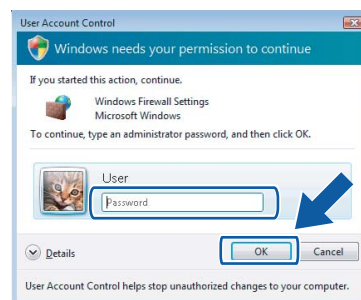 User Account Control
Windows needs your permission to continue
If you started this action, continue.
Windows Firewall Settings
Microsoft Windows
To continue, type an administrator password, and then click OK.
User
Password
Details
OK
Cancel
User Account Control helps stop unauthorized changes to your computer.